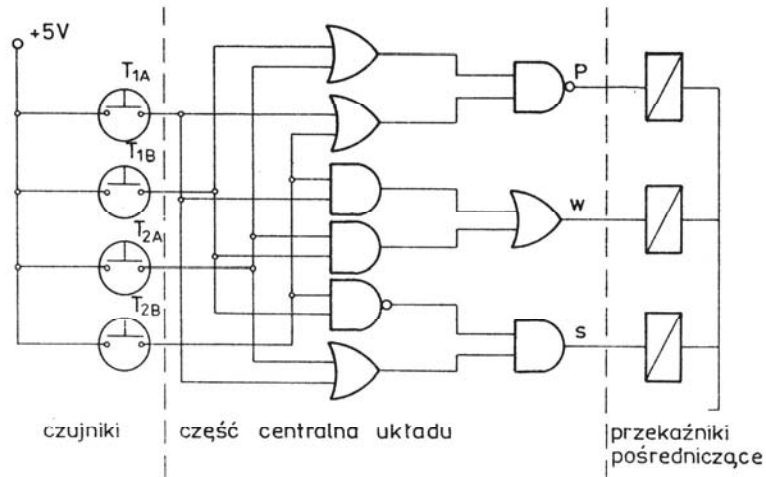 +5V
T1A
T1B
T2A
T2B
P
W
S
czujniki
część centralna układu
przekaźniki
pośredniczące